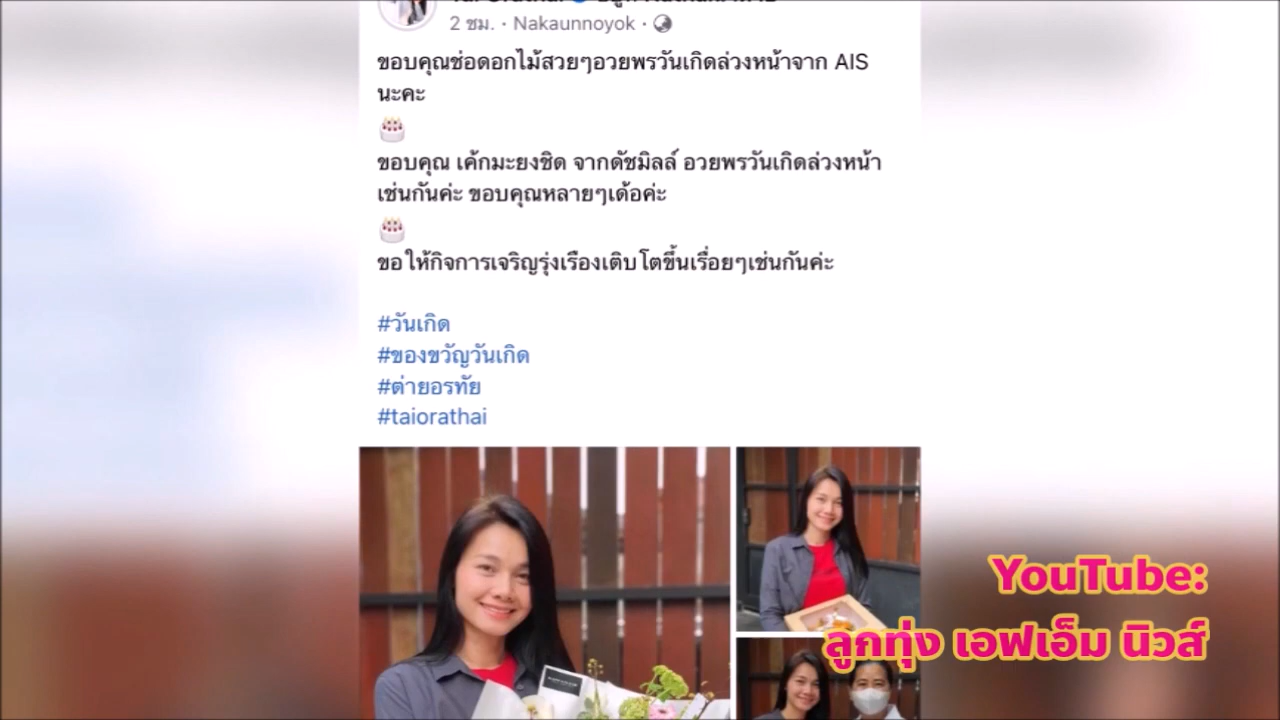 2 ชม. · Nakaunnoyok ·
ขอบคุณช่อดอกไม้สวยๆอวยพรวันเกิดล่วงหน้าจาก AIS
นะคะ
ขอบคุณ เค้กมะยงชิด จากดัชมิลล์ อวยพรวันเกิดล่วงหน้า
เช่นกันค่ะ ขอบคุณหลายๆเด้อค่ะ
ขอให้กิจการเจริญรุ่งเรืองเติบโตขึ้นเรื่อยๆเช่นกันค่ะ
#วันเกิด
#ของขวัญวันเกิด
#ต่ายอรทัย
#taiorathai
YouTube:
ลูกทุ่ง เอฟเอ็ม นิวส์